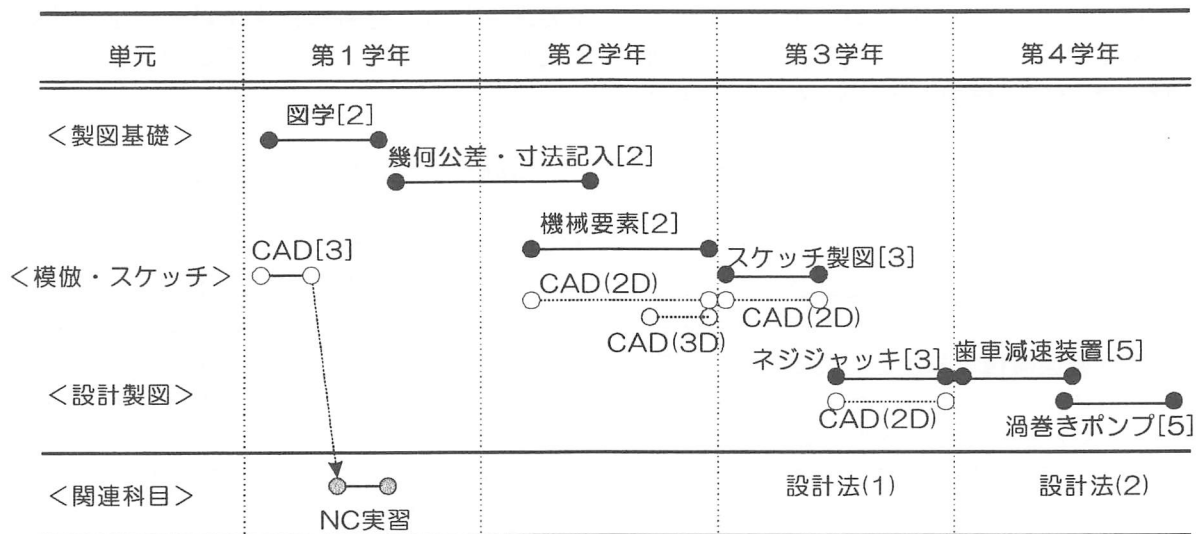 単元 第1学年 第2学年 第3学年 第4学年
＜製図基礎＞
図学[2]
幾何公差・寸法記入[2]
機械要素[2]
＜模倣・スケッチ＞
CAD[3]
スケッチ製図[3]
CAD(2D)
CAD(2D)
CAD(3D)
＜設計製図＞
ネジジャッキ[3]
歯車減速装置[5]
CAD(2D)
渦巻きポンプ[5]
＜関連科目＞
設計法(1)
設計法(2)
NC実習